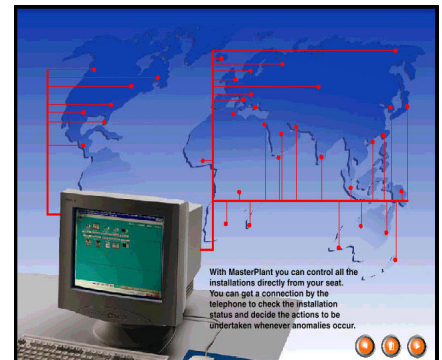 With MasterPlant you can control all the
installations directly from your seat.
You can get a connection by the
telephone to check the installation
status and decide the actions to be
undertaken whenever anomalies occur.